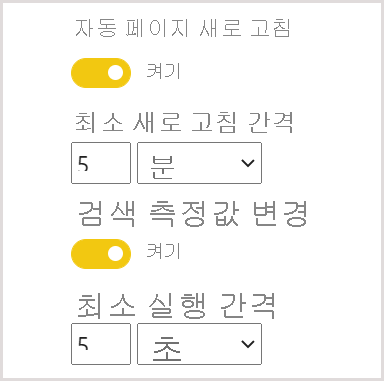 자동 페이지 새로 고침
켜기
최소 새로 고침 간격
5 분
검색 측정값 변경
켜기
최소 실행 간격
5 초